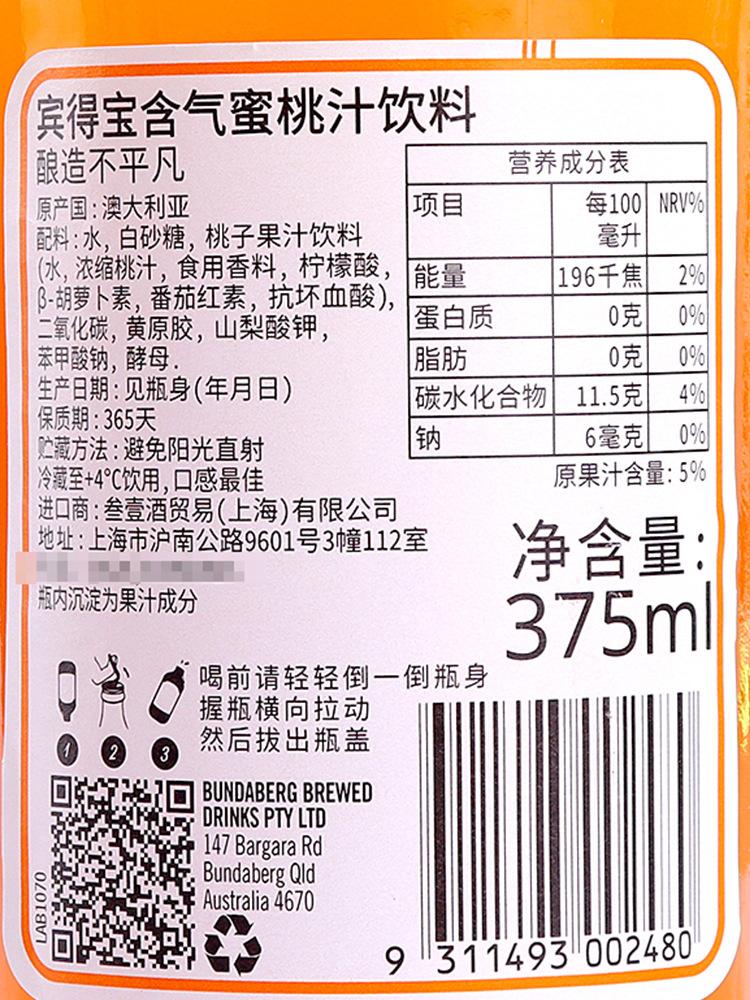 宾得宝含气蜜桃汁饮料
酿造不平凡
原产国:澳大利亚
配料:水, 白砂糖, 桃子果汁饮料
(水, 浓缩桃汁, 食用香料, 柠檬酸,
β-胡萝卜素, 番茄红素, 抗坏血酸),
二氧化碳, 黄原胶, 山梨酸钾,
苯甲酸钠, 酵母.
生产日期:见瓶身(年月日)
保质期:365天
贮藏方法:避免阳光直射
冷藏至+4°C饮用,口感最佳
进口商:叁壹酒贸易(上海)有限公司
地址:上海市沪南公路9601号3幢112室
瓶内沉淀为果汁成分
营养成分表
项目 每100毫升 NRV%
能量 196千焦 2%
蛋白质 0克 0%
脂肪 0克 0%
碳水化合物 11.5克 4%
钠 6毫克 0%
原果汁含量: 5%
净含量:
375ml
喝前请轻轻倒一倒瓶身
握瓶横向拉动
然后拔出瓶盖
1 2 3
BUNDABERG BREWED
DRINKS PTY LTD
147 Bargara Rd
Bundaberg Qld
Australia 4670
LAB1070
9 311493 002480